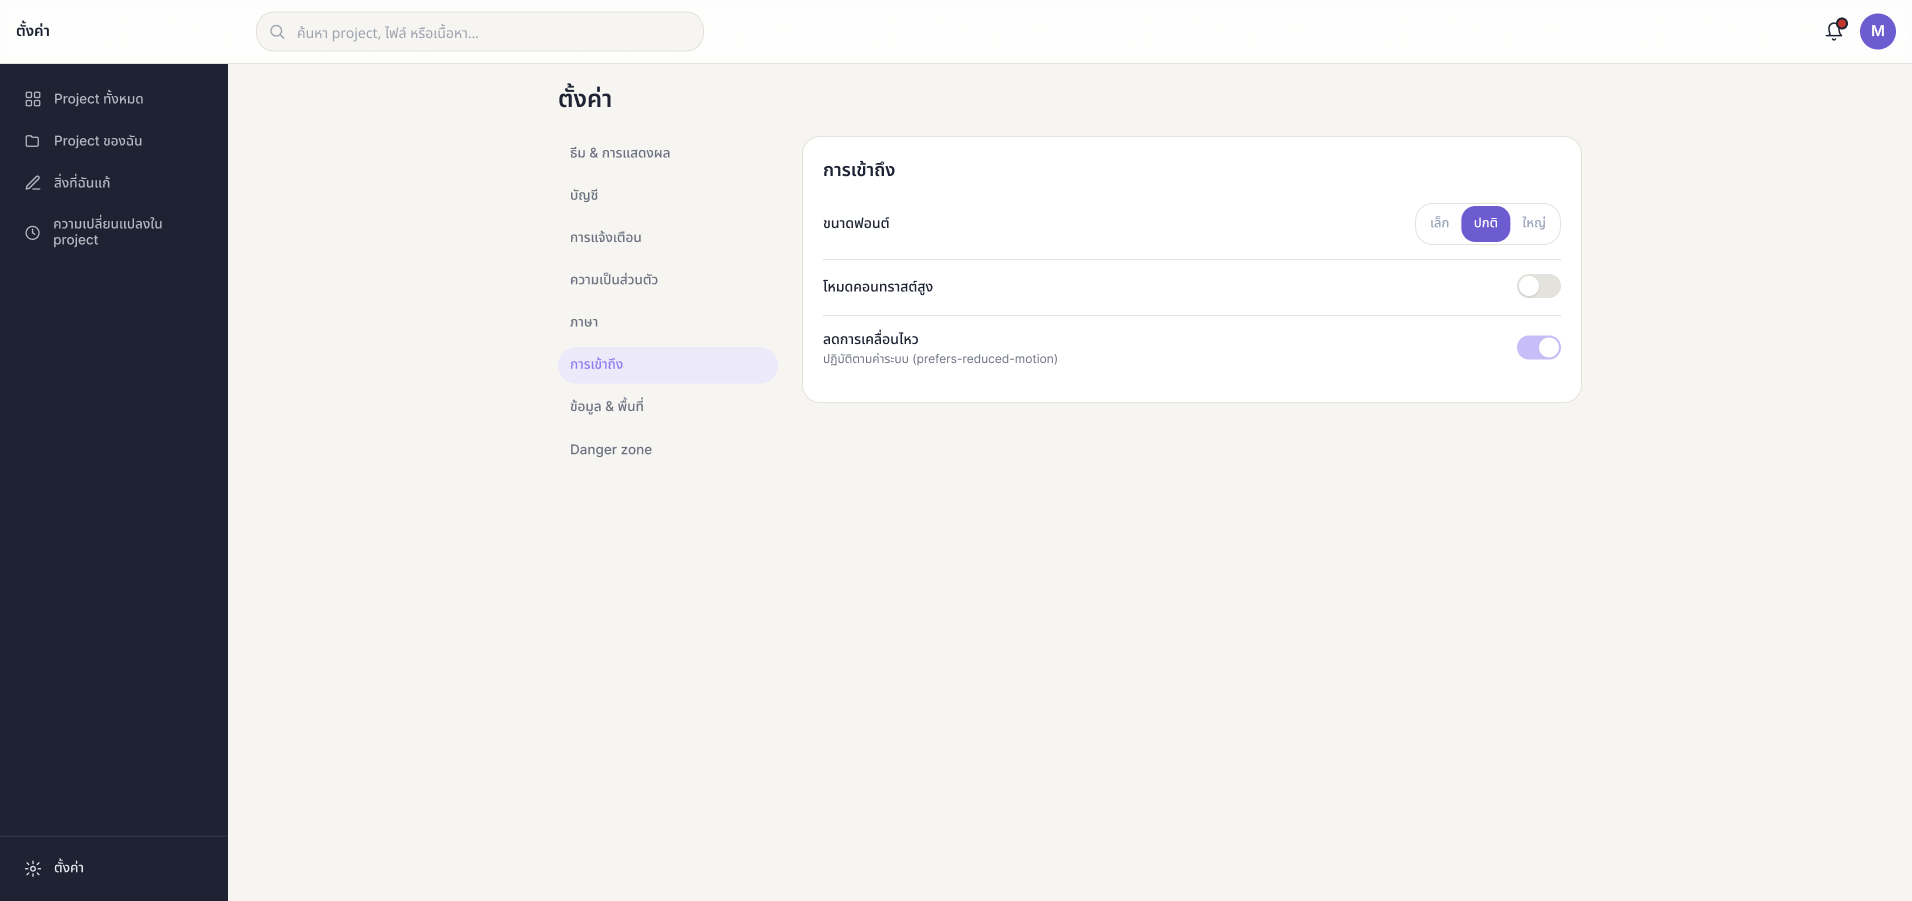 ตั้งค่า
ค้นหา project, ไฟล์ หรือเนื้อหา...
M
Project ทั้งหมด
Project ของฉัน
สิ่งที่ฉันแก้
ความเปลี่ยนแปลงใน
project
ตั้งค่า
ตั้งค่า
ธีม & การแสดงผล
บัญชี
การแจ้งเตือน
ความเป็นส่วนตัว
ภาษา
การเข้าถึง
ข้อมูล & พื้นที่
Danger zone
การเข้าถึง
ขนาดฟอนต์
เล็ก ปกติ ใหญ่
โหมดคอนทราสต์สูง
ลดการเคลื่อนไหว
ปฏิบัติตามค่าระบบ (prefers-reduced-motion)